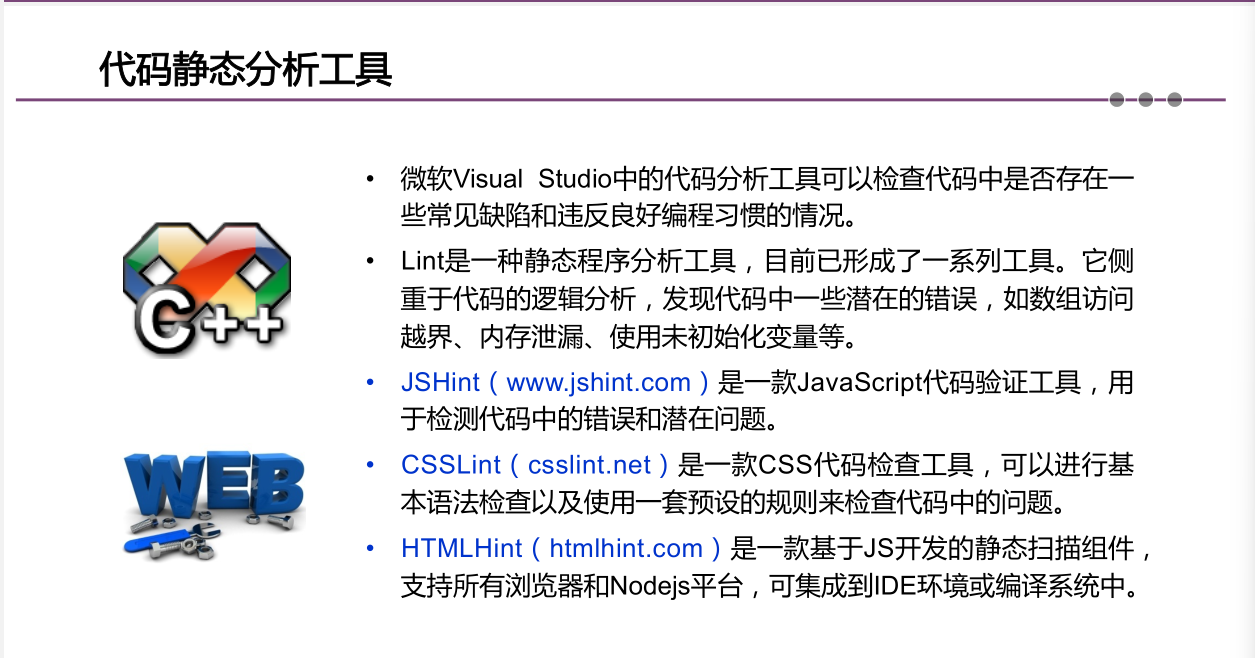 代码静态分析工具
• 微软Visual Studio中的代码分析工具可以检查代码中是否存在一
些常见缺陷和违反良好编程习惯的情况。
• Lint是一种静态程序分析工具，目前已形成了一系列工具。它侧
重于代码的逻辑分析，发现代码中一些潜在的错误，如数组访问
越界、内存泄漏、使用未初始化变量等。
• JSHint（www.jshint.com）是一款JavaScript代码验证工具，用
于检测代码中的错误和潜在问题。
• CSSLint（csslint.net）是一款CSS代码检查工具，可以进行基
本语法检查以及使用一套预设的规则来检查代码中的问题。
• HTMLHint（htmlhint.com）是一款基于JS开发的静态扫描组件，
支持所有浏览器和Nodejs平台，可集成到IDE环境或编译系统中。
C++
WEB